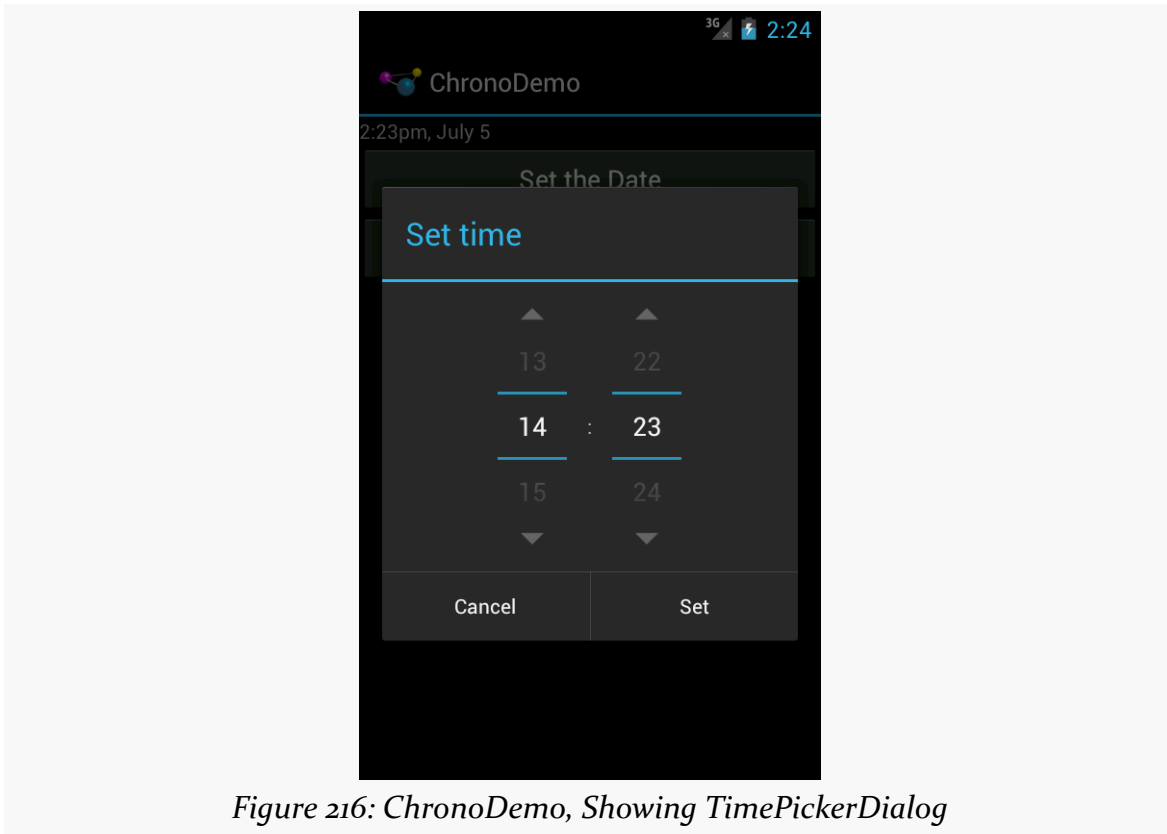 3G 2:24
ChronoDemo
2:23pm, July 5
Set the Date
Set time
13 22
14 : 23
15 24
Cancel Set
Figure 216: ChronoDemo, Showing TimePickerDialog